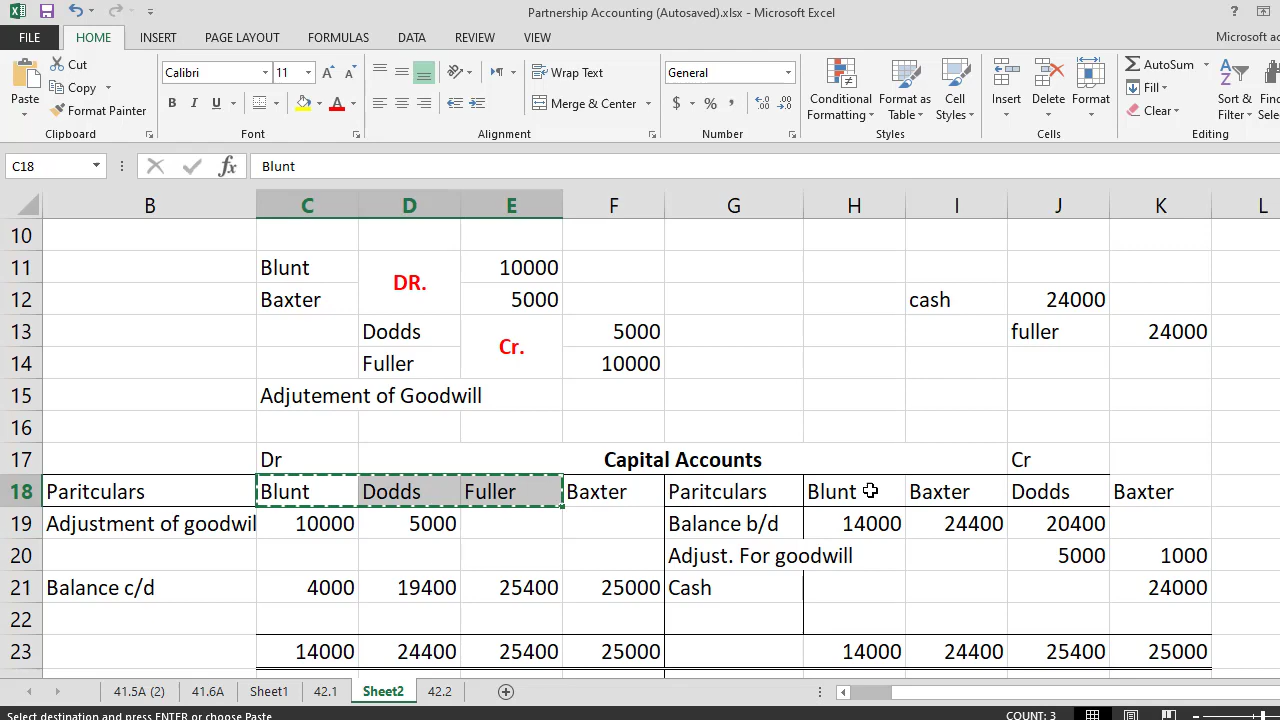 Partnership Accounting (Autosaved).xlsx - Microsoft Excel
?
FILE HOME INSERT PAGE LAYOUT FORMULAS DATA REVIEW VIEW Microsoft ac
Paste
Cut
Copy
Format Painter
Clipboard
Calibri 11 A A
B I U A
Font
Wrap Text
Merge & Center
Alignment
General
$ % ,
Number
Conditional Formatting
Format as Table
Cell Styles
Styles
Insert Delete Format
Cells
AutoSum
Fill
Clear
Sort & Filter
Editing
C18 fx Blunt
B C D E F G H I J K L
10
11 Blunt DR. 10000
12 Baxter 5000 cash 24000
13 Dodds Cr. 5000 fuller 24000
14 Fuller 10000
15 Adjutement of Goodwill
16
17 Dr Capital Accounts Cr
18 Paritculars Blunt Dodds Fuller Baxter Paritculars Blunt Baxter Dodds Baxter
19 Adjustment of goodwil 10000 5000 Balance b/d 14000 24400 20400
20 Adjust. For goodwill 5000 1000
21 Balance c/d 4000 19400 25400 25000 Cash 24000
22
23 14000 24400 25400 25000 14000 24400 25400 25000
41.5A (2) 41.6A Sheet1 42.1 Sheet2 42.2
Select destination and press ENTER or choose Paste COUNT: 3